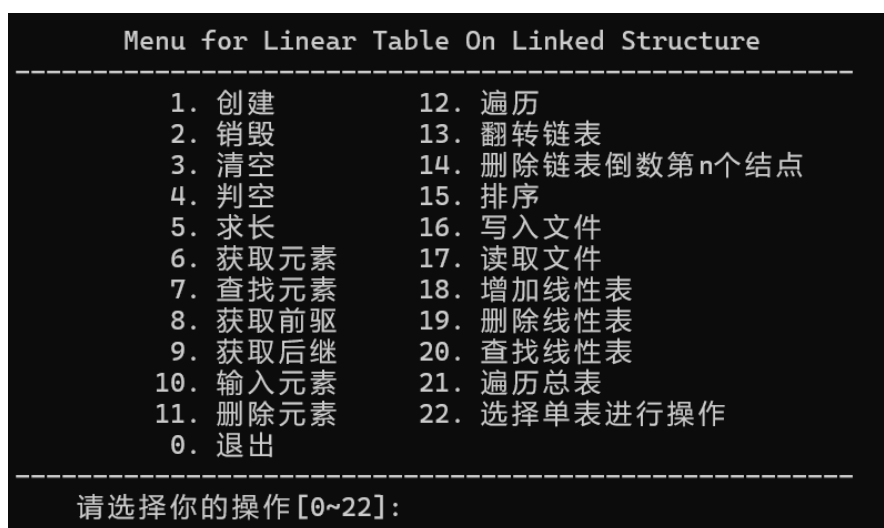 Menu for Linear Table On Linked Structure
------------------------------------------------------
1. 创建 12. 遍历
2. 销毁 13. 翻转链表
3. 清空 14. 删除链表倒数第n个结点
4. 判空 15. 排序
5. 求长 16. 写入文件
6. 获取元素 17. 读取文件
7. 查找元素 18. 增加线性表
8. 获取前驱 19. 删除线性表
9. 获取后继 20. 查找线性表
10. 输入元素 21. 遍历总表
11. 删除元素 22. 选择单表进行操作
0. 退出
------------------------------------------------------
请选择你的操作[0~22]: